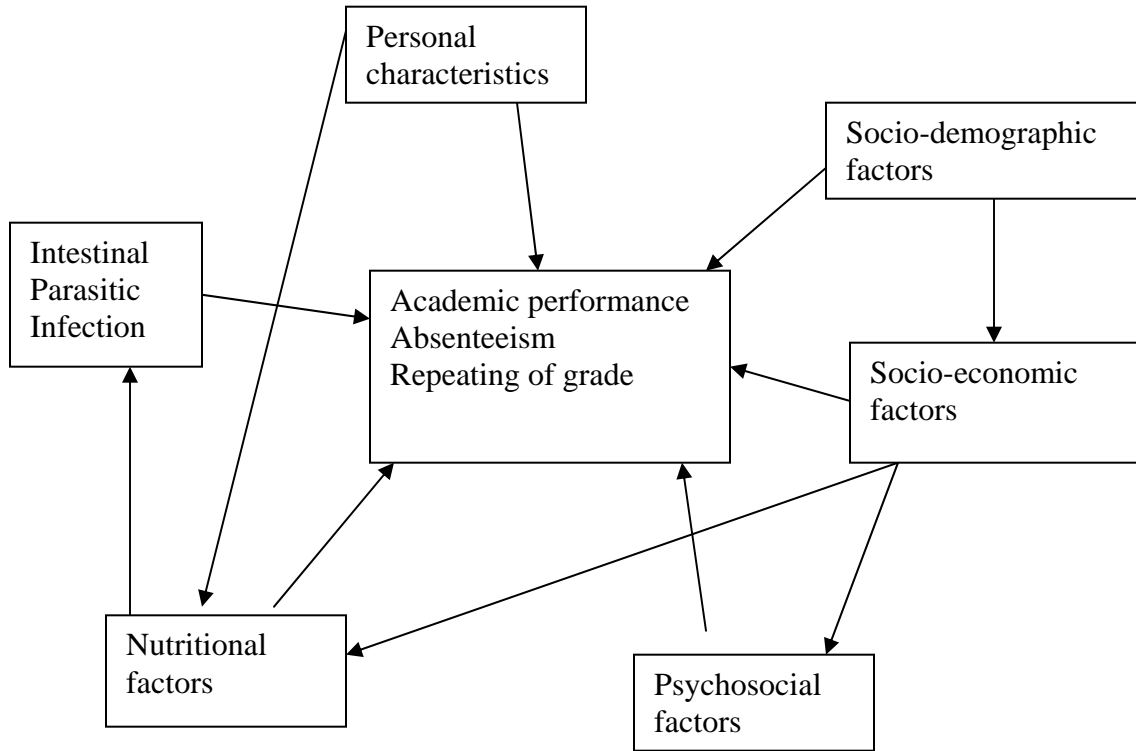 Personal
characteristics
Socio-demographic
factors
Intestinal
Parasitic
Infection
Academic performance
Absenteeism
Repeating of grade
Socio-economic
factors
Nutritional
factors
Psychosocial
factors